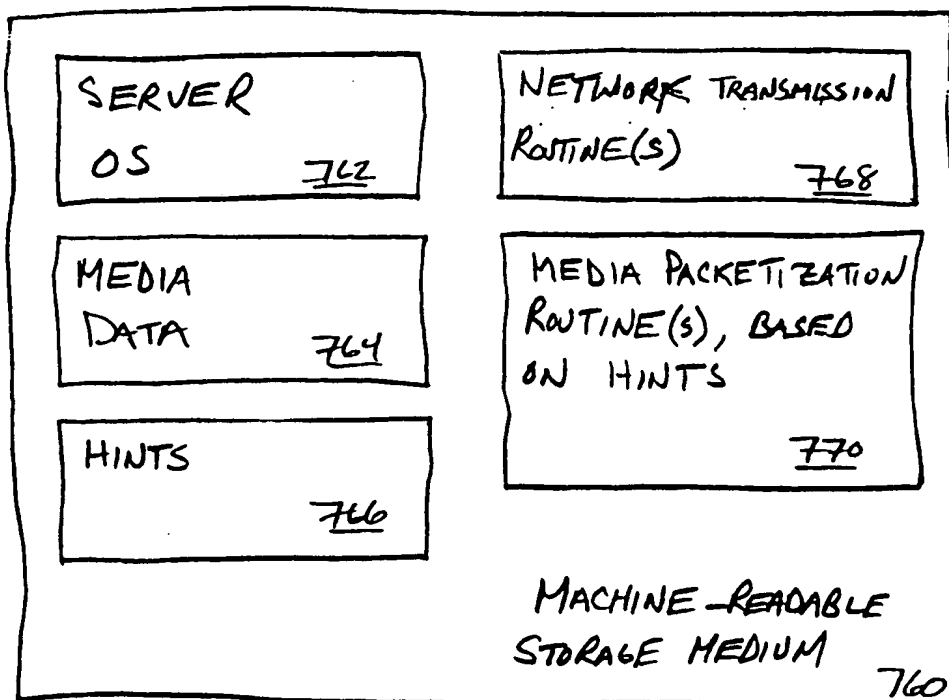 SERVER
OS
762
MEDIA
DATA
764
HINTS
766
NETWORK TRANSMISSION
ROUTINE(S)
768
MEDIA PACKETIZATION
ROUTINE(S), BASED
ON HINTS
770
MACHINE-READABLE
STORAGE MEDIUM
760